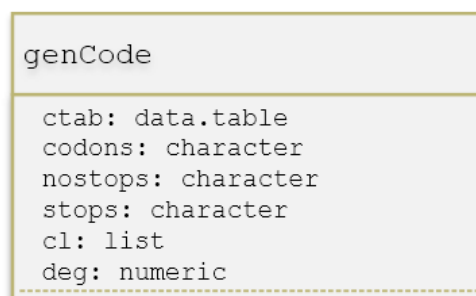 genCode
ctab: data.table
codons: character
nostops: character
stops: character
cl: list
deg: numeric